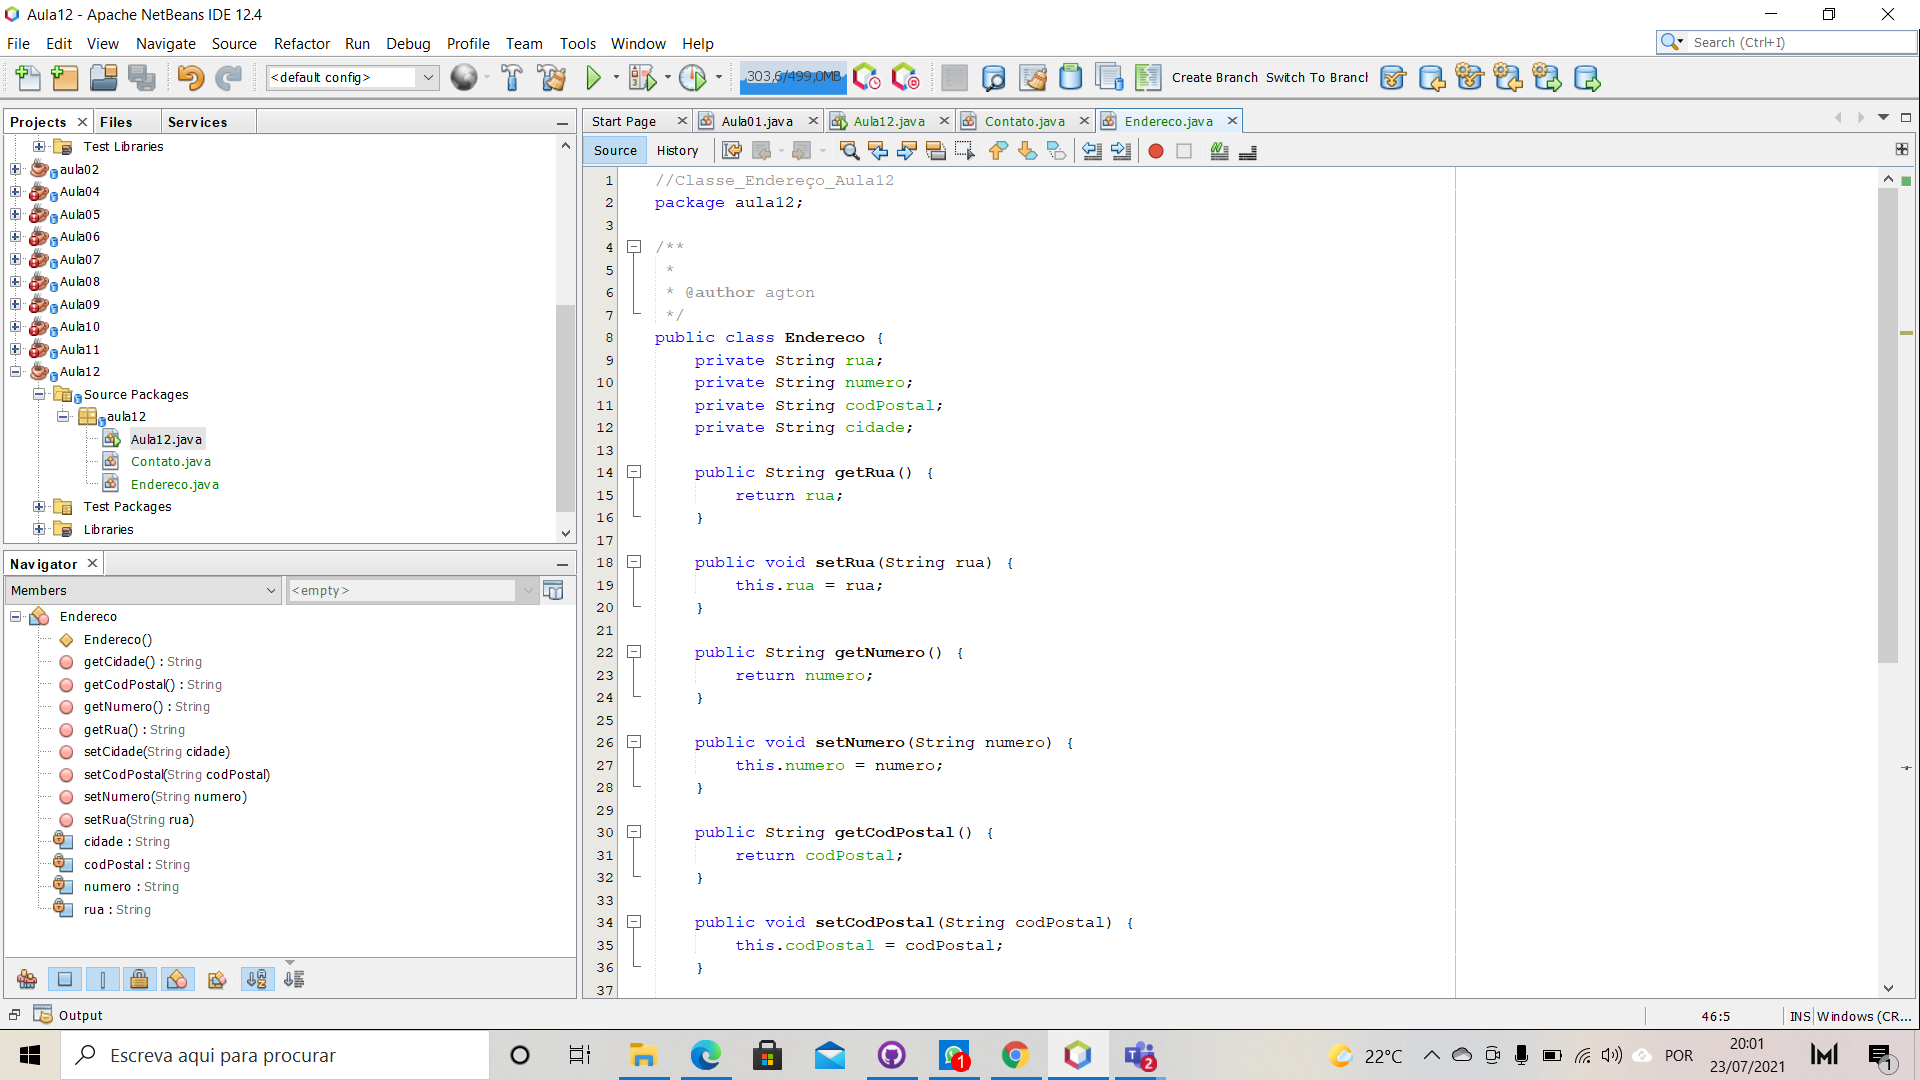 Aula12 - Apache NetBeans IDE 12.4
File Edit View Navigate Source Refactor Run Debug Profile Team Tools Window Help
Search (Ctrl+I)
<default config>
303,6/499,0MB
Create Branch Switch To Branch
Projects Files Services
Test Libraries
aula02
Aula04
Aula05
Aula06
Aula07
Aula08
Aula09
Aula10
Aula11
Aula12
Source Packages
aula12
Aula12.java
Contato.java
Endereco.java
Test Packages
Libraries
Navigator
Members
<empty>
Endereco
Endereco()
getCidade() : String
getCodPostal() : String
getNumero() : String
getRua() : String
setCidade(String cidade)
setCodPostal(String codPostal)
setNumero(String numero)
setRua(String rua)
cidade : String
codPostal : String
numero : String
rua : String
Start Page Aula01.java Aula12.java Contato.java Endereco.java
Source History
1 //Classe_Endereço_Aula12
2 package aula12;
3
4 /**
5 *
6 * @author agton
7 */
8 public class Endereco {
9 private String rua;
10 private String numero;
11 private String codPostal;
12 private String cidade;
13
14 public String getRua() {
15 return rua;
16 }
17
18 public void setRua(String rua) {
19 this.rua = rua;
20 }
21
22 public String getNumero() {
23 return numero;
24 }
25
26 public void setNumero(String numero) {
27 this.numero = numero;
28 }
29
30 public String getCodPostal() {
31 return codPostal;
32 }
33
34 public void setCodPostal(String codPostal) {
35 this.codPostal = codPostal;
36 }
37
Output
46:5 INS Windows (CR...
Escreva aqui para procurar
1
2
22°C
POR
20:01
23/07/2021
1